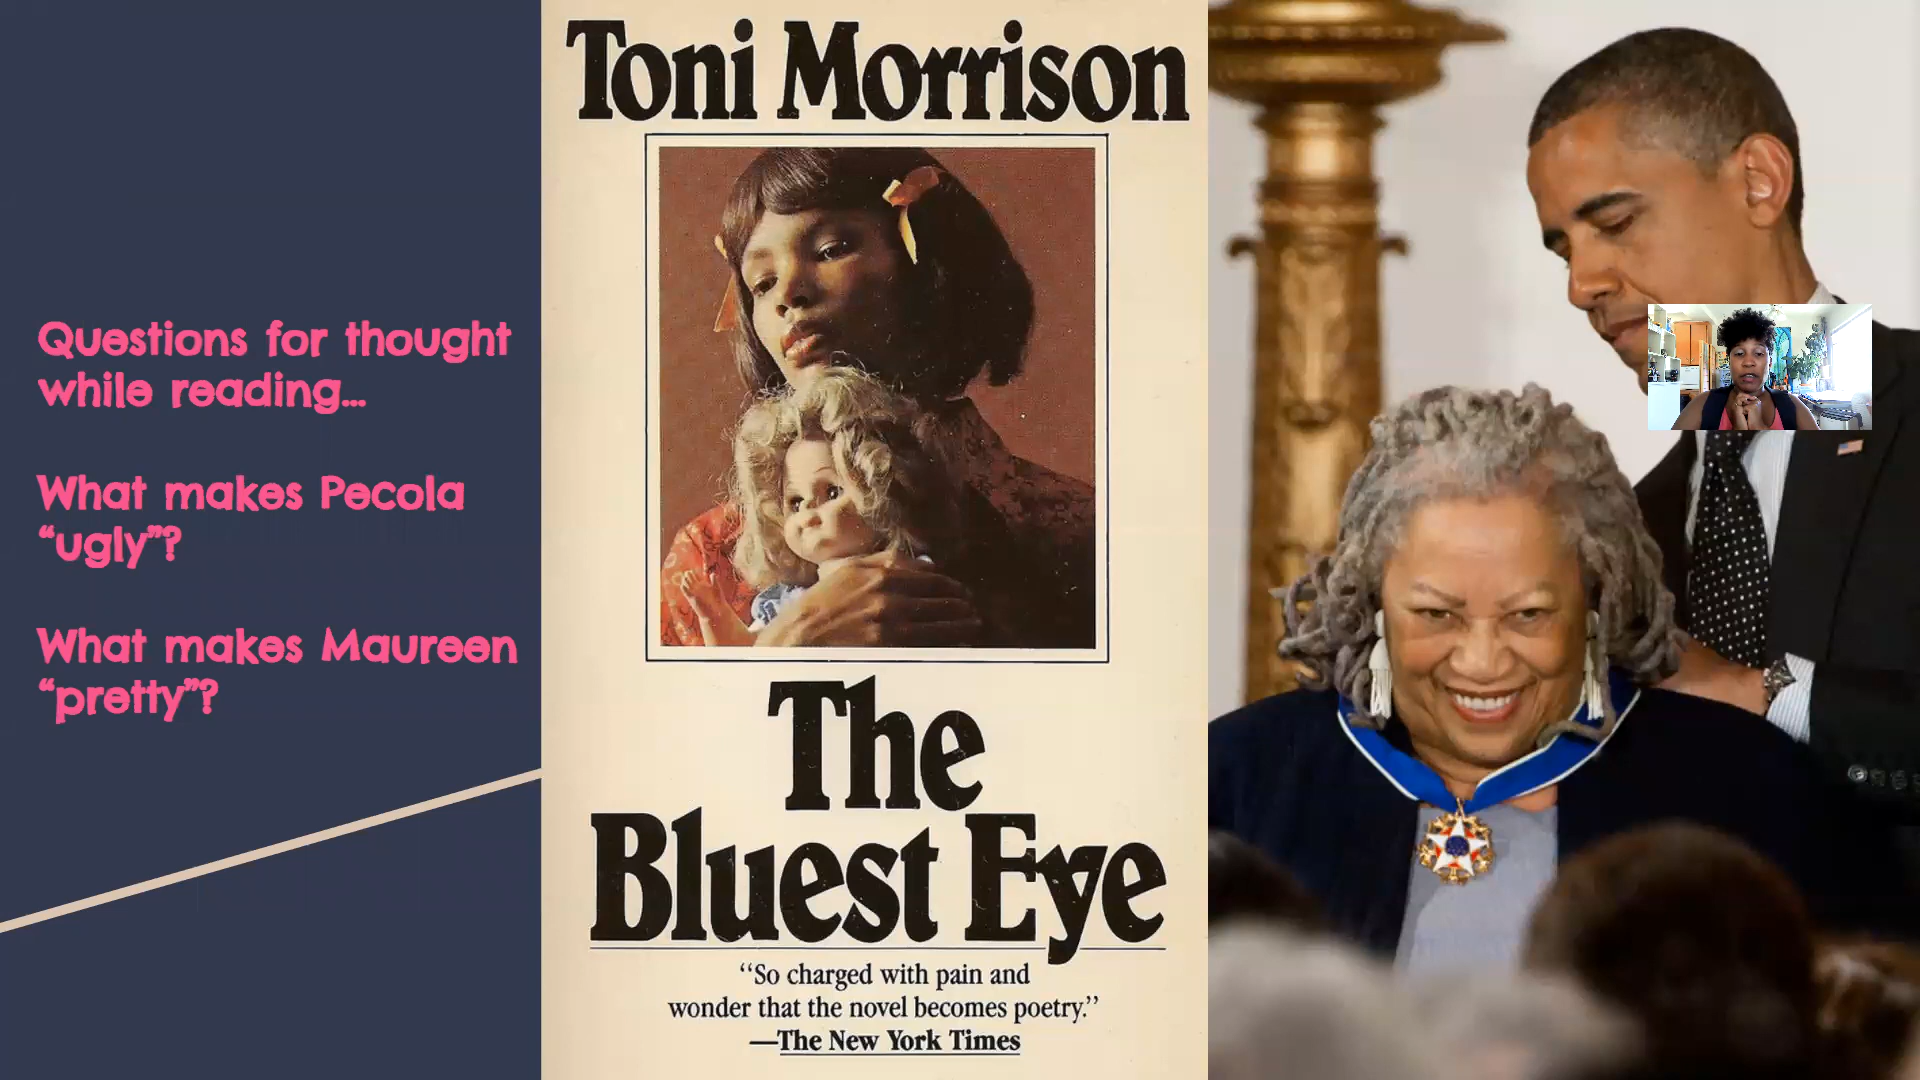 Questions for thought
while reading...
What makes Pecola
“ugly”?
What makes Maureen
“pretty”?
Toni Morrison
The
Bluest Eye
“So charged with pain and
wonder that the novel becomes poetry.”
—The New York Times